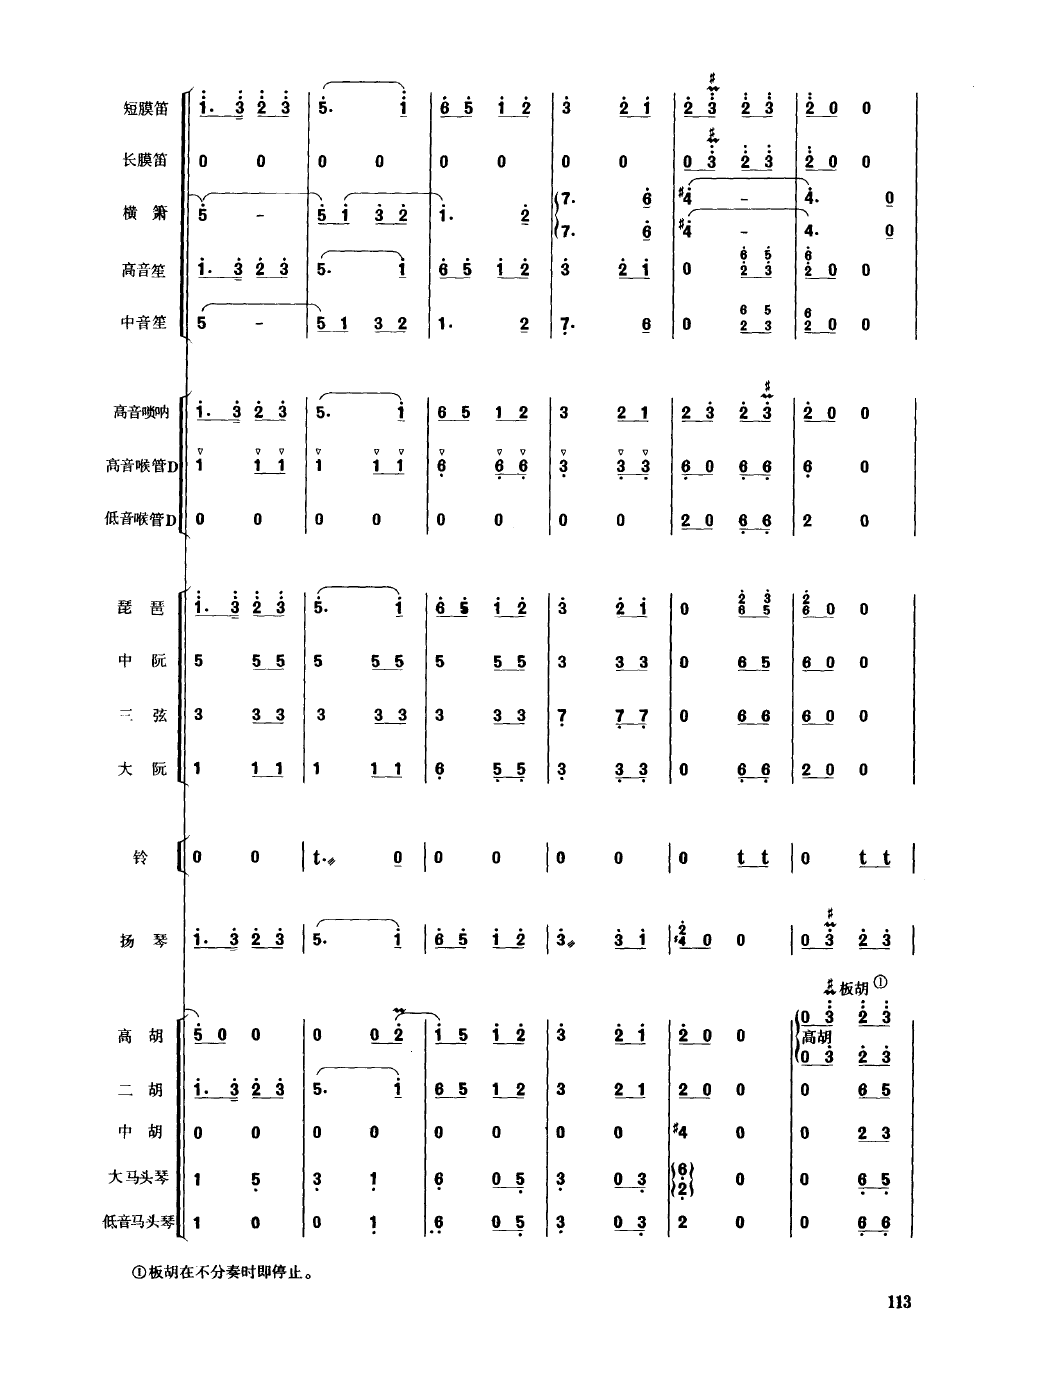 短膜笛 1. 3 2 3 | 5. 1 | 6 5 1 2 | 3 2 1 | 2 3 2 3 | 2 0 0
长膜笛 0 0 | 0 0 | 0 0 | 0 0 | 0 3 2 3 | 2 0 0
横箫 5 - | 5 1 3 2 | 1. 2 | 7. 6 | #4 - | 4. 0
7. 6 | #4 - | 4. 0
高音笙 1. 3 2 3 | 5. 1 | 6 5 1 2 | 3 2 1 | 0 6 5 2 3 | 6 2 0 0
中音笙 5 - | 5 1 3 2 | 1. 2 | 7. 6 | 0 6 5 2 3 | 6 2 0 0
高音唢呐 1. 3 2 3 | 5. 1 | 6 5 1 2 | 3 2 1 | 2 3 2 3 | 2 0 0
高音喉管D 1 1 1 | 1 1 1 | 6 6 6 | 3 3 3 | 6 0 6 6 | 6 0
低音喉管D 0 0 | 0 0 | 0 0 | 0 0 | 2 0 6 6 | 2 0
琵琶 1. 3 2 3 | 5. 1 | 6 5 1 2 | 3 2 1 | 0 2 3 6 5 | 2 6 0 0
中阮 5 5 5 | 5 5 5 | 5 5 5 | 3 3 3 | 0 6 5 | 6 0 0
三弦 3 3 3 | 3 3 3 | 3 3 3 | 7 7 7 | 0 6 6 | 6 0 0
大阮 1 1 1 | 1 1 1 | 6 5 5 | 3 3 3 | 0 6 6 | 2 0 0
铃 0 0 | t. 0 | 0 0 | 0 0 | 0 t t | 0 t t
扬琴 1. 3 2 3 | 5. 1 | 6 5 1 2 | 3. 3 1 | 2 #4 0 0 | 0 3 2 3
板胡①
0 3 2 3
高胡 5 0 0 | 0 0 2 | 1 5 1 2 | 3 2 1 | 2 0 0 | 高胡
0 3 2 3
二胡 1. 3 2 3 | 5. 1 | 6 5 1 2 | 3 2 1 | 2 0 0 | 0 6 5
中胡 0 0 | 0 0 | 0 0 | 0 0 | #4 0 | 0 2 3
大马头琴 1 5 | 3 1 | 6 0 5 | 3 0 3 | 6 2 0 | 0 6 5
低音马头琴 1 0 | 0 1 | 6 0 5 | 3 0 3 | 2 0 | 0 6 6
①板胡在不分奏时即停止。
113